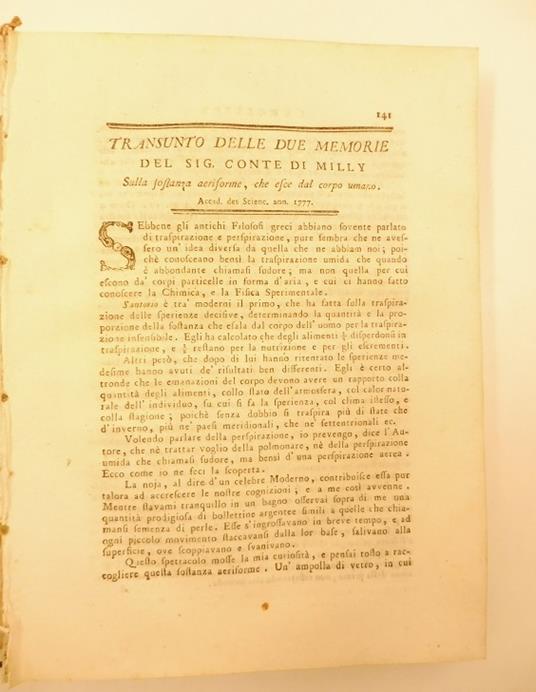 141
TRANSUNTO DELLE DUE MEMORIE
DEL SIG. CONTE DI MILLY
Sulla ſoſtanza aeriforme, che eſce dal corpo umano.
Accad. des Scienc. ann. 1777.
SEbbene gli antichi Filoſofi greci abbiano ſovente parlato
di traſpirazione e perſpirazione, pure ſembra che ne aveſ-
ſero un' idea diverſa da quella che ne abbiam noi; poi-
chè conoſceano bensì la traſpirazione umida che quando
è abbondante chiamaſi ſudore; ma non quella per cui
eſcono da' corpi particelle in forma d'aria, e cui ci hanno fatto
conoſcere la Chimica, e la Fiſica Sperimentale.
Santorio è tra' moderni il primo, che ha fatta ſulla traſpira-
zione delle ſperienze deciſive, determinando la quantità e la pro-
porzione della ſoſtanza che eſala dal corpo dell' uomo per la traſpira-
zione inſenſibile. Egli ha calcolato che degli alimenti diſperdonſi in
traſpirazione, e reſtano per la nutrizione e per gli eſcrementi.
Altri però, che dopo di lui hanno ritentato le ſperienze me-
deſime hanno avuti de' riſultati ben differenti. Egli è certo al-
tronde che le emanazioni del corpo devono avere un rapporto colla
quantità degli alimenti, collo ſtato dell'atmosfera, col calor natu-
rale dell' individuo, ſu cui ſi fa la ſperienza, col clima iſteſſo, e
colla ſtagione; poichè senza dubbio ſi traſpira più di ſtate che
d'inverno, più ne' paeſi meridionali, che ne' ſettentrionali ec.
Volendo parlare della perſpirazione, io prevengo, dice l'Au-
tore, che nè trattar voglio della polmonare, nè della perſpirazione
umida che chiamaſi ſudore, ma bensì d'una perſpirazione aerea.
Ecco come io ne feci la ſcoperta.
La noja, al dire d'un celebre Moderno, contribuiſce eſſa pur
talora ad accreſcere le noſtre cognizioni; e a me così avvenne.
Mentre ſtavami tranquillo in un bagno oſſervai ſopra di me una
quantità prodigioſa di bollettine argentee ſimili a quelle che chia-
manſi ſemenza di perle. Eſſe s'ingroſſavano in breve tempo, e ad
ogni piccolo movimento ſtaccavanſi dalla lor baſe, ſalivano alla
ſuperficie, ove ſcoppiavano e ſvanivano.
Queſto ſpettacolo moſſe la mia curioſità, e penſai toſto a rac-
cogliere queſta ſoſtanza aeriforme. Un' ampolla di vetro, in cui